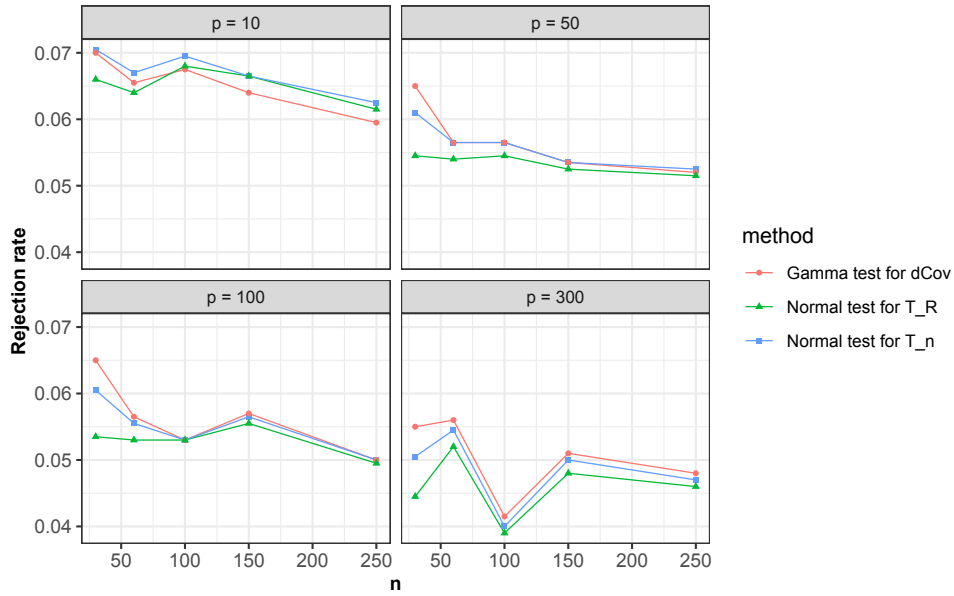 p = 10
p = 50
0.07
0.06
0.05
0.04
p = 100
p = 300
0.07
0.06
0.05
0.04
50 100 150 200 250
50 100 150 200 250
n
Rejection rate
method
Gamma test for dCov
Normal test for T_R
Normal test for T_n